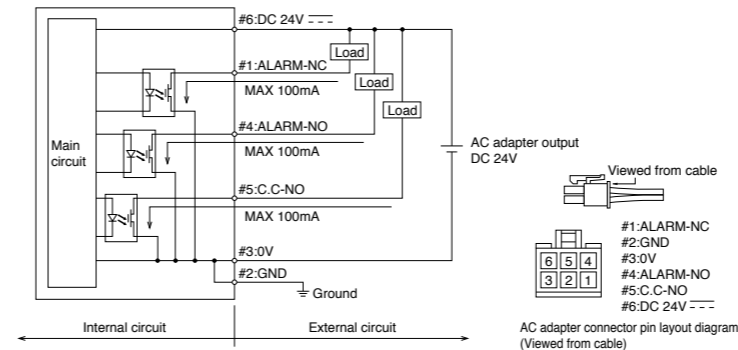 #6:DC 24V
Load
#1:ALARM-NC
MAX 100mA
Load
Load
#4:ALARM-NO
MAX 100mA
Main
circuit
AC adapter output
DC 24V
#5:C.C-NO
MAX 100mA
#3:0V
#2:GND
Ground
Internal circuit
External circuit
Viewed from cable
6 5 4
3 2 1
#1:ALARM-NC
#2:GND
#3:0V
#4:ALARM-NO
#5:C.C-NO
#6:DC 24V
AC adapter connector pin layout diagram
(Viewed from cable)